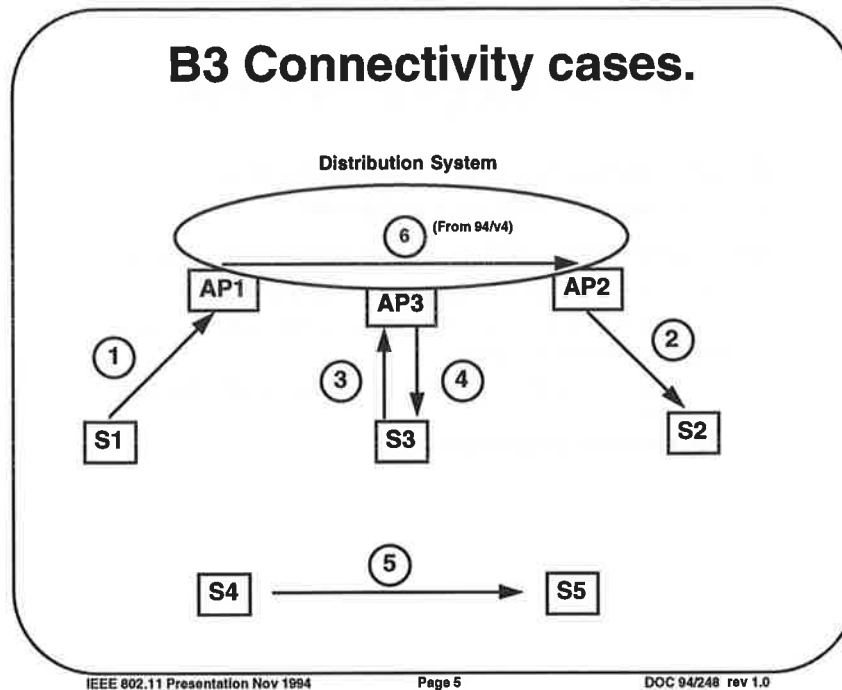 B3 Connectivity cases.
Distribution System
6 (From 94/v4)
AP1
AP3
AP2
1
3
4
2
S1
S3
S2
5
S4
S5
IEEE 802.11 Presentation Nov 1994 Page 5 DOC 94/248 rev 1.0